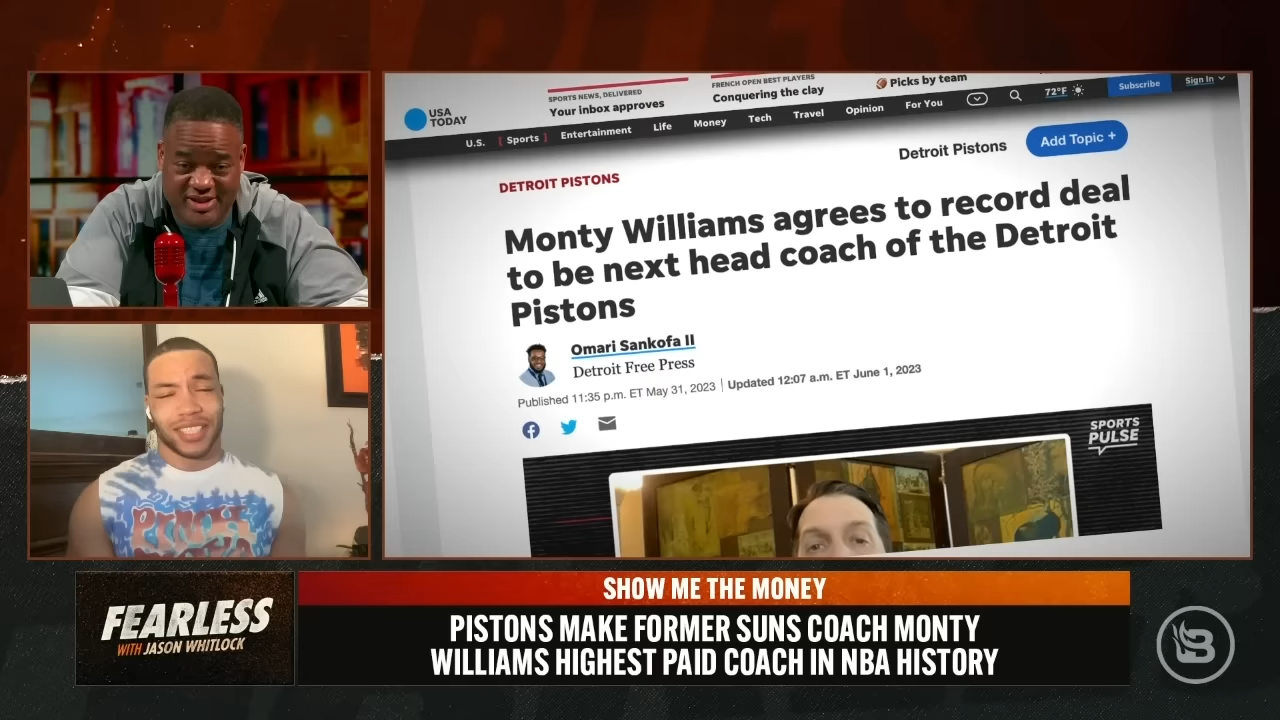 USA
TODAY
SPORTS NEWS, DELIVERED
Your inbox approves
FRENCH OPEN BEST PLAYERS
Conquering the clay
Picks by team
U.S.
Sports
Entertainment
Life
Money
Tech
Travel
Opinion
For You
72°F
Subscribe
Sign In
Detroit Pistons
Add Topic +
DETROIT PISTONS
Monty Williams agrees to record deal
to be next head coach of the Detroit
Pistons
Omari Sankofa II
Detroit Free Press
Published 11:35 p.m. ET May 31, 2023 | Updated 12:07 a.m. ET June 1, 2023
SPORTS
PULSE
adidas
PINK
FEARLESS
WITH JASON WHITLOCK
SHOW ME THE MONEY
PISTONS MAKE FORMER SUNS COACH MONTY
WILLIAMS HIGHEST PAID COACH IN NBA HISTORY
B